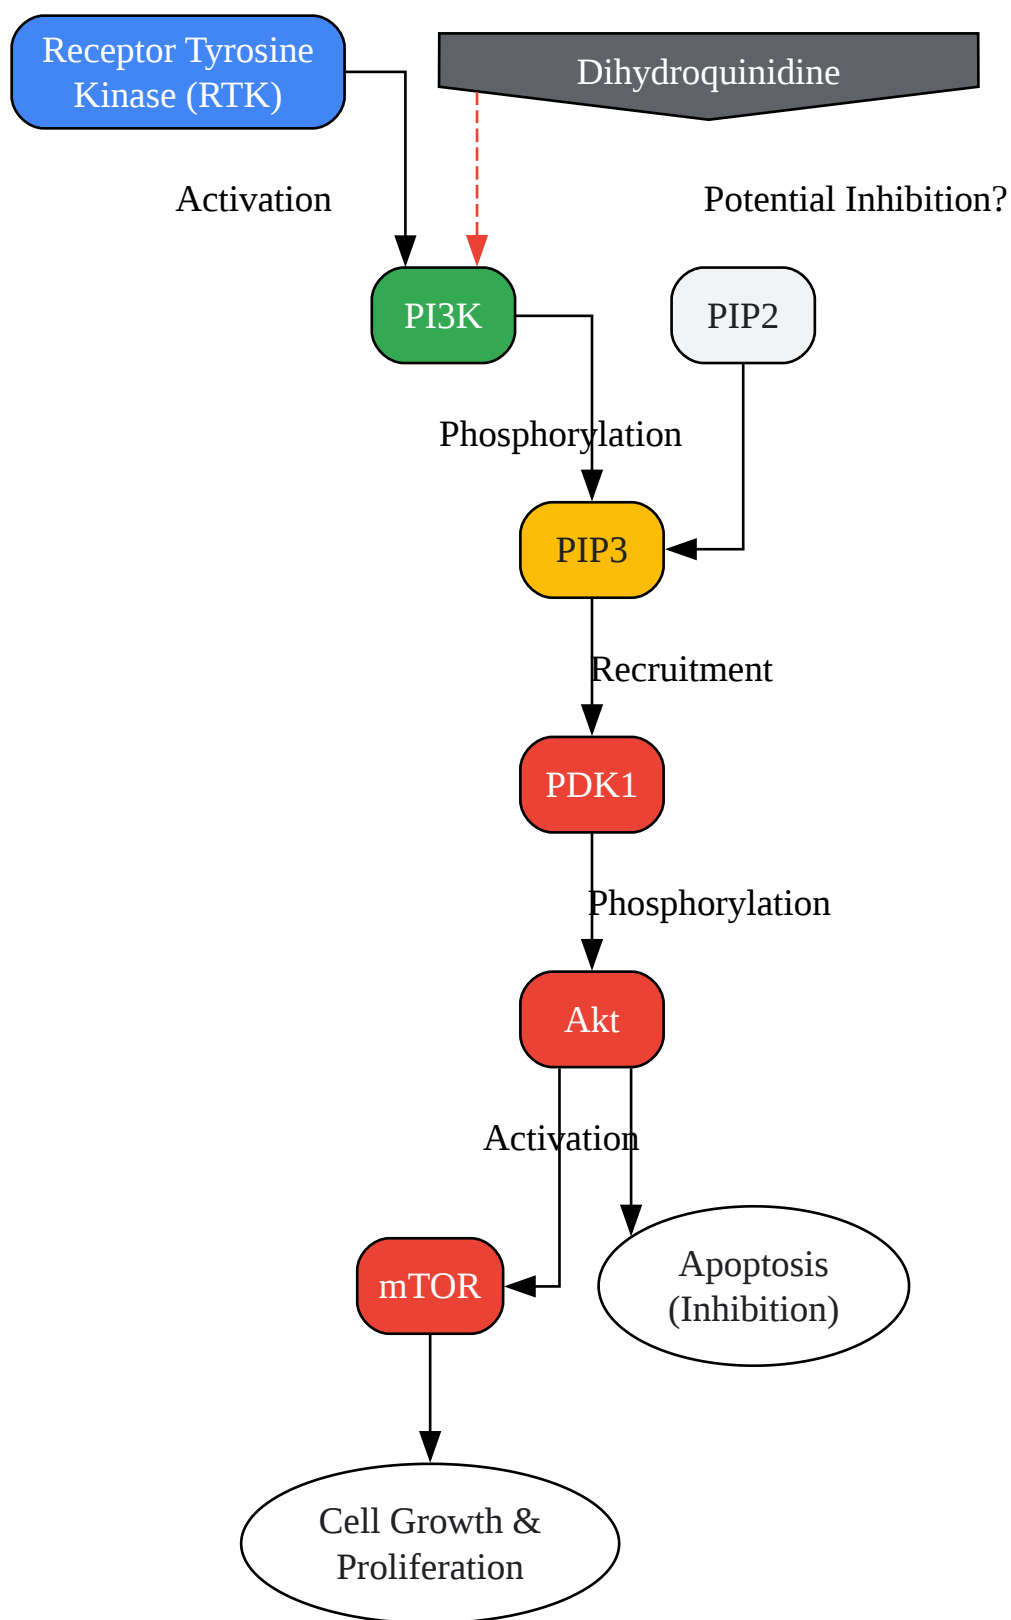 Receptor Tyrosine
Kinase (RTK)
Dihydroquinidine
Activation
Potential Inhibition?
PI3K
PIP2
Phosphorylation
PIP3
Recruitment
PDK1
Phosphorylation
Akt
Activation
mTOR
Apoptosis
(Inhibition)
Cell Growth &
Proliferation